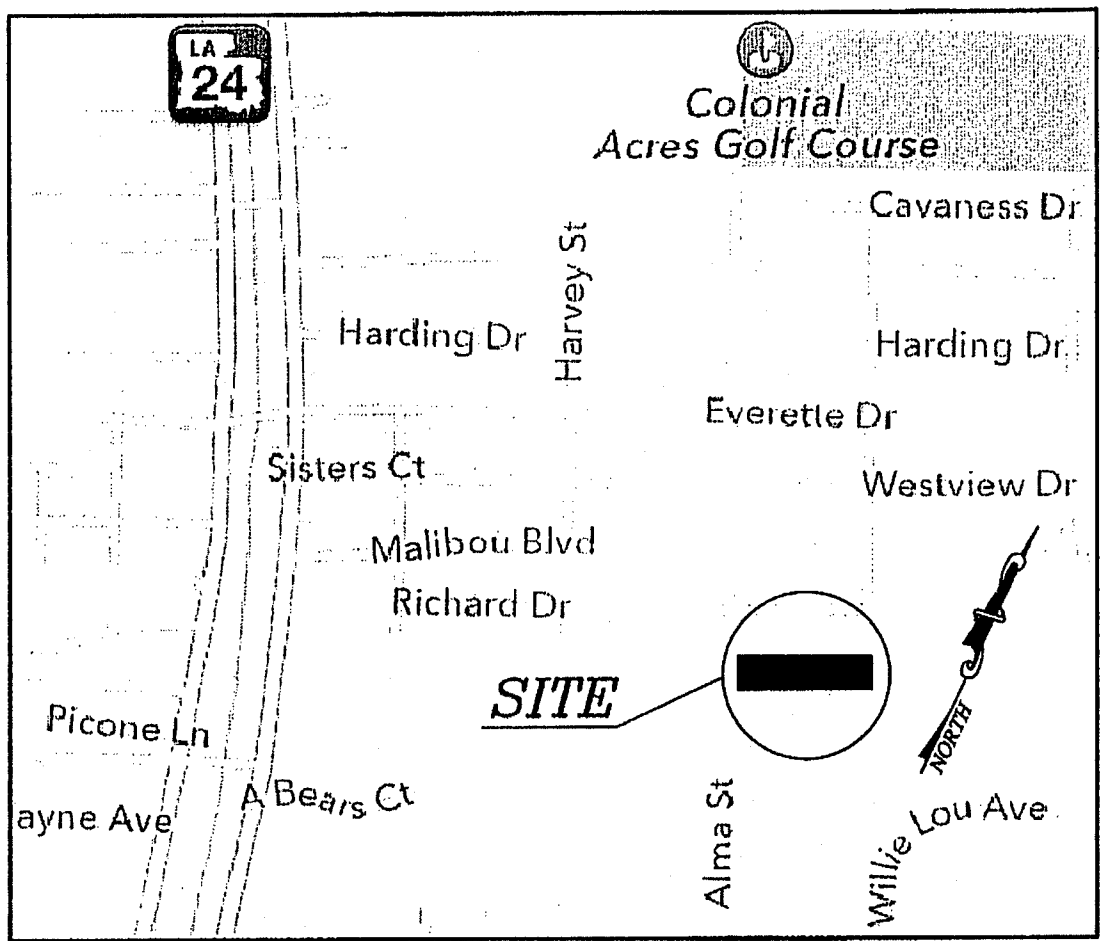 LA
24
Colonial
Acres Golf Course
Cavaness Dr
Harvey St
Harding Dr
Harding Dr
Everette Dr
Sisters Ct
Westview Dr
Malibou Blvd
Richard Dr
SITE
Picone Ln
NORTH
A Bears Ct
ayne Ave
Alma St
Willie Lou Ave